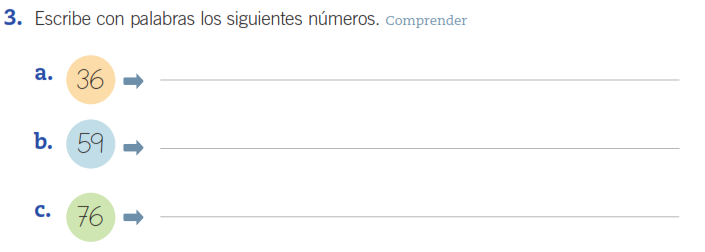 3. Escribe con palabras los siguientes números. Comprender
a. 36
b. 59
c. 76